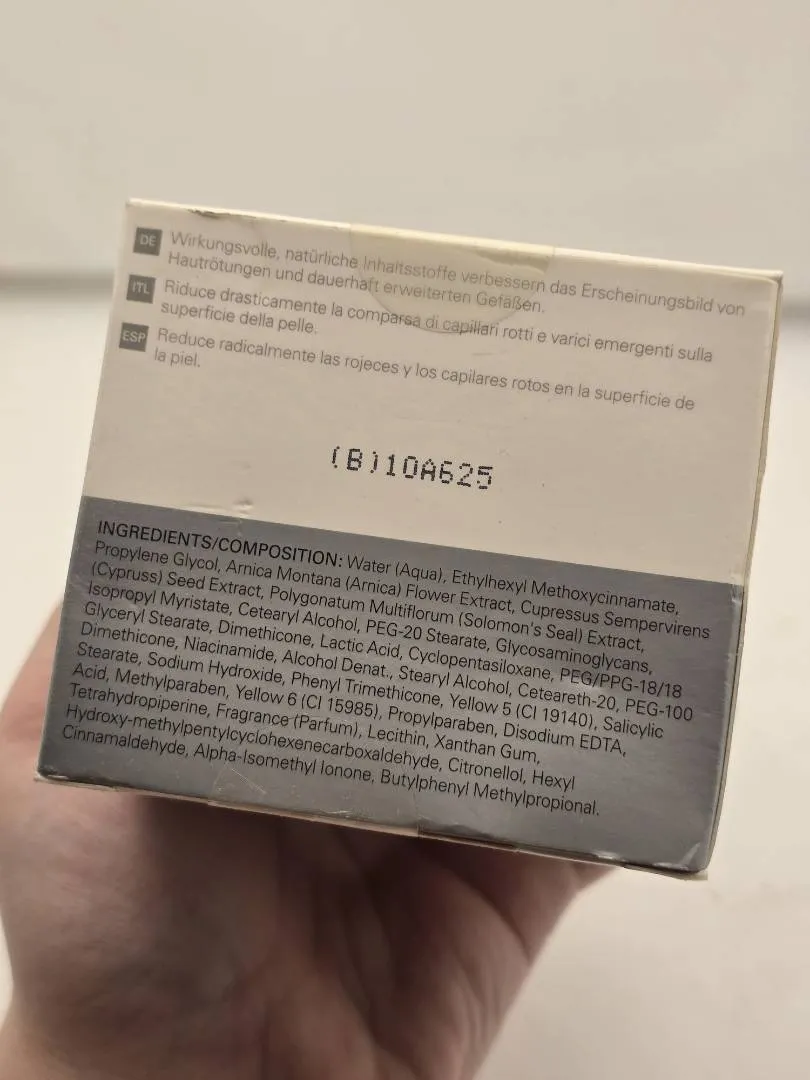 DE Wirkungsvolle, natürliche Inhaltsstoffe verbessern das Erscheinungsbild von
Hautrötungen und dauerhaft erweiterten Gefäßen.
ITL Riduce drasticamente la comparsa di capillari rotti e varici emergenti sulla
superficie della pelle.
ESP Reduce radicalmente las rojeces y los capilares rotos en la superficie de
la piel.
(B)10A625
INGREDIENTS/COMPOSITION: Water (Aqua), Ethylhexyl Methoxycinnamate,
Propylene Glycol, Arnica Montana (Arnica) Flower Extract, Cupressus Sempervirens
(Cypruss) Seed Extract, Polygonatum Multiflorum (Solomon's Seal) Extract,
Isopropyl Myristate, Cetearyl Alcohol, PEG-20 Stearate, Glycosaminoglycans,
Glyceryl Stearate, Dimethicone, Lactic Acid, Cyclopentasiloxane, PEG/PPG-18/18
Dimethicone, Niacinamide, Alcohol Denat., Stearyl Alcohol, Ceteareth-20, PEG-100
Stearate, Sodium Hydroxide, Phenyl Trimethicone, Yellow 5 (CI 19140), Salicylic
Acid, Methylparaben, Yellow 6 (CI 15985), Propylparaben, Disodium EDTA,
Tetrahydropiperine, Fragrance (Parfum), Lecithin, Xanthan Gum,
Hydroxy-methylpentylcyclohexenecarboxaldehyde, Citronellol, Hexyl
Cinnamaldehyde, Alpha-Isomethyl Ionone, Butylphenyl Methylpropional.